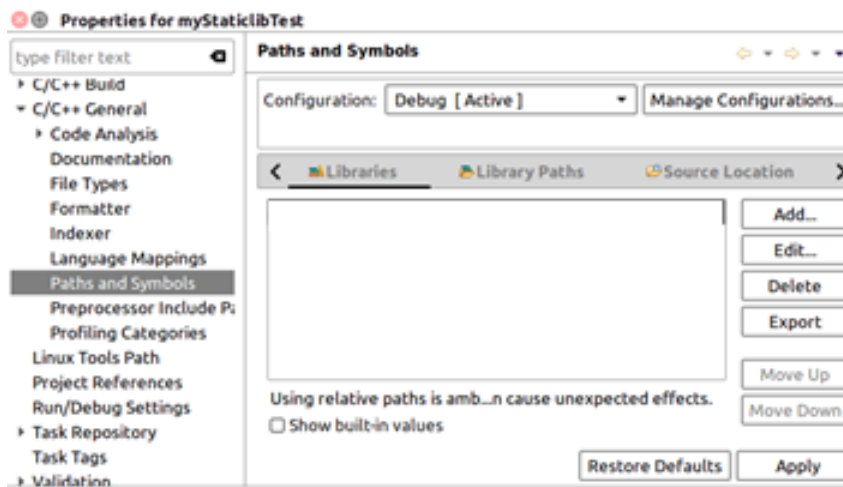 Properties for myStaticlibTest
type filter text
C/C++ Build
C/C++ General
Code Analysis
Documentation
File Types
Formatter
Indexer
Language Mappings
Paths and Symbols
Preprocessor Include Pa
Profiling Categories
Linux Tools Path
Project References
Run/Debug Settings
Task Repository
Task Tags
Validation
Paths and Symbols
Configuration: Debug [ Active ] Manage Configurations...
Libraries Library Paths Source Location
Add...
Edit...
Delete
Export
Move Up
Move Down
Using relative paths is amb...n cause unexpected effects.
Show built-in values
Restore Defaults Apply